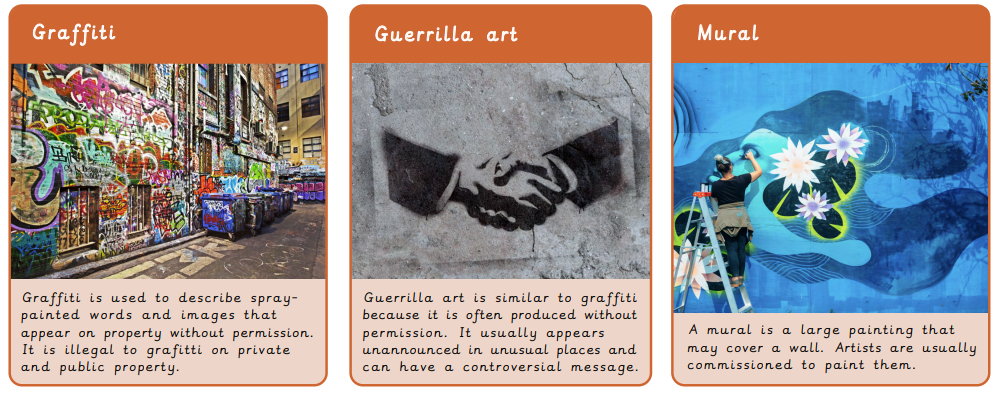 Graffiti
Graffiti is used to describe spray-
painted words and images that
appear on property without permission.
It is illegal to grafitti on private
and public property.
Guerrilla art
Guerrilla art is similar to graffiti
because it is often produced without
permission. It usually appears
unannounced in unusual places and
can have a controversial message.
Mural
A mural is a large painting that
may cover a wall. Artists are usually
commissioned to paint them.